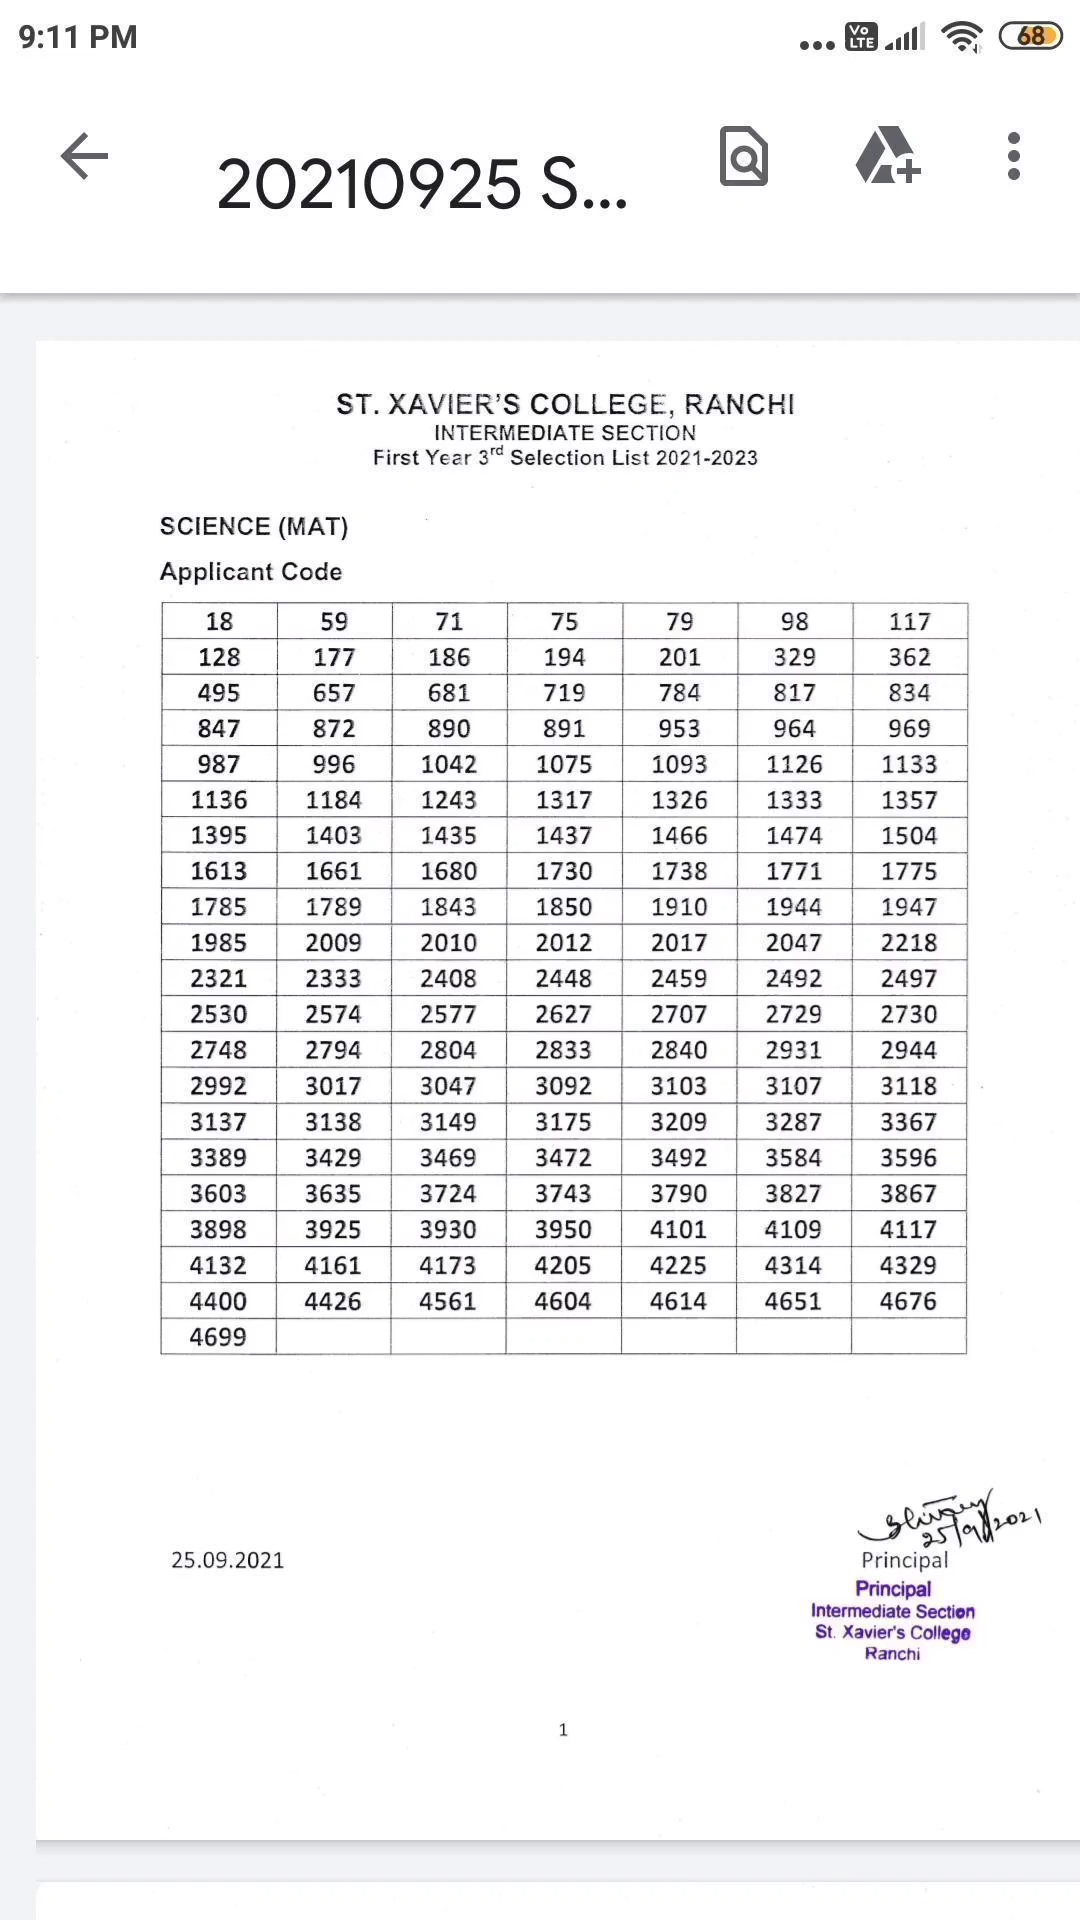 9:11 PM
Vo LTE 68
20210925 S...
ST. XAVIER'S COLLEGE, RANCHI
INTERMEDIATE SECTION
First Year 3rd Selection List 2021-2023
SCIENCE (MAT)
Applicant Code
18 59 71 75 79 98 117
128 177 186 194 201 329 362
495 657 681 719 784 817 834
847 872 890 891 953 964 969
987 996 1042 1075 1093 1126 1133
1136 1184 1243 1317 1326 1333 1357
1395 1403 1435 1437 1466 1474 1504
1613 1661 1680 1730 1738 1771 1775
1785 1789 1843 1850 1910 1944 1947
1985 2009 2010 2012 2017 2047 2218
2321 2333 2408 2448 2459 2492 2497
2530 2574 2577 2627 2707 2729 2730
2748 2794 2804 2833 2840 2931 2944
2992 3017 3047 3092 3103 3107 3118
3137 3138 3149 3175 3209 3287 3367
3389 3429 3469 3472 3492 3584 3596
3603 3635 3724 3743 3790 3827 3867
3898 3925 3930 3950 4101 4109 4117
4132 4161 4173 4205 4225 4314 4329
4400 4426 4561 4604 4614 4651 4676
4699
25/9/2021
25.09.2021 Principal
Principal
Intermediate Section
St. Xavier's College
Ranchi
1